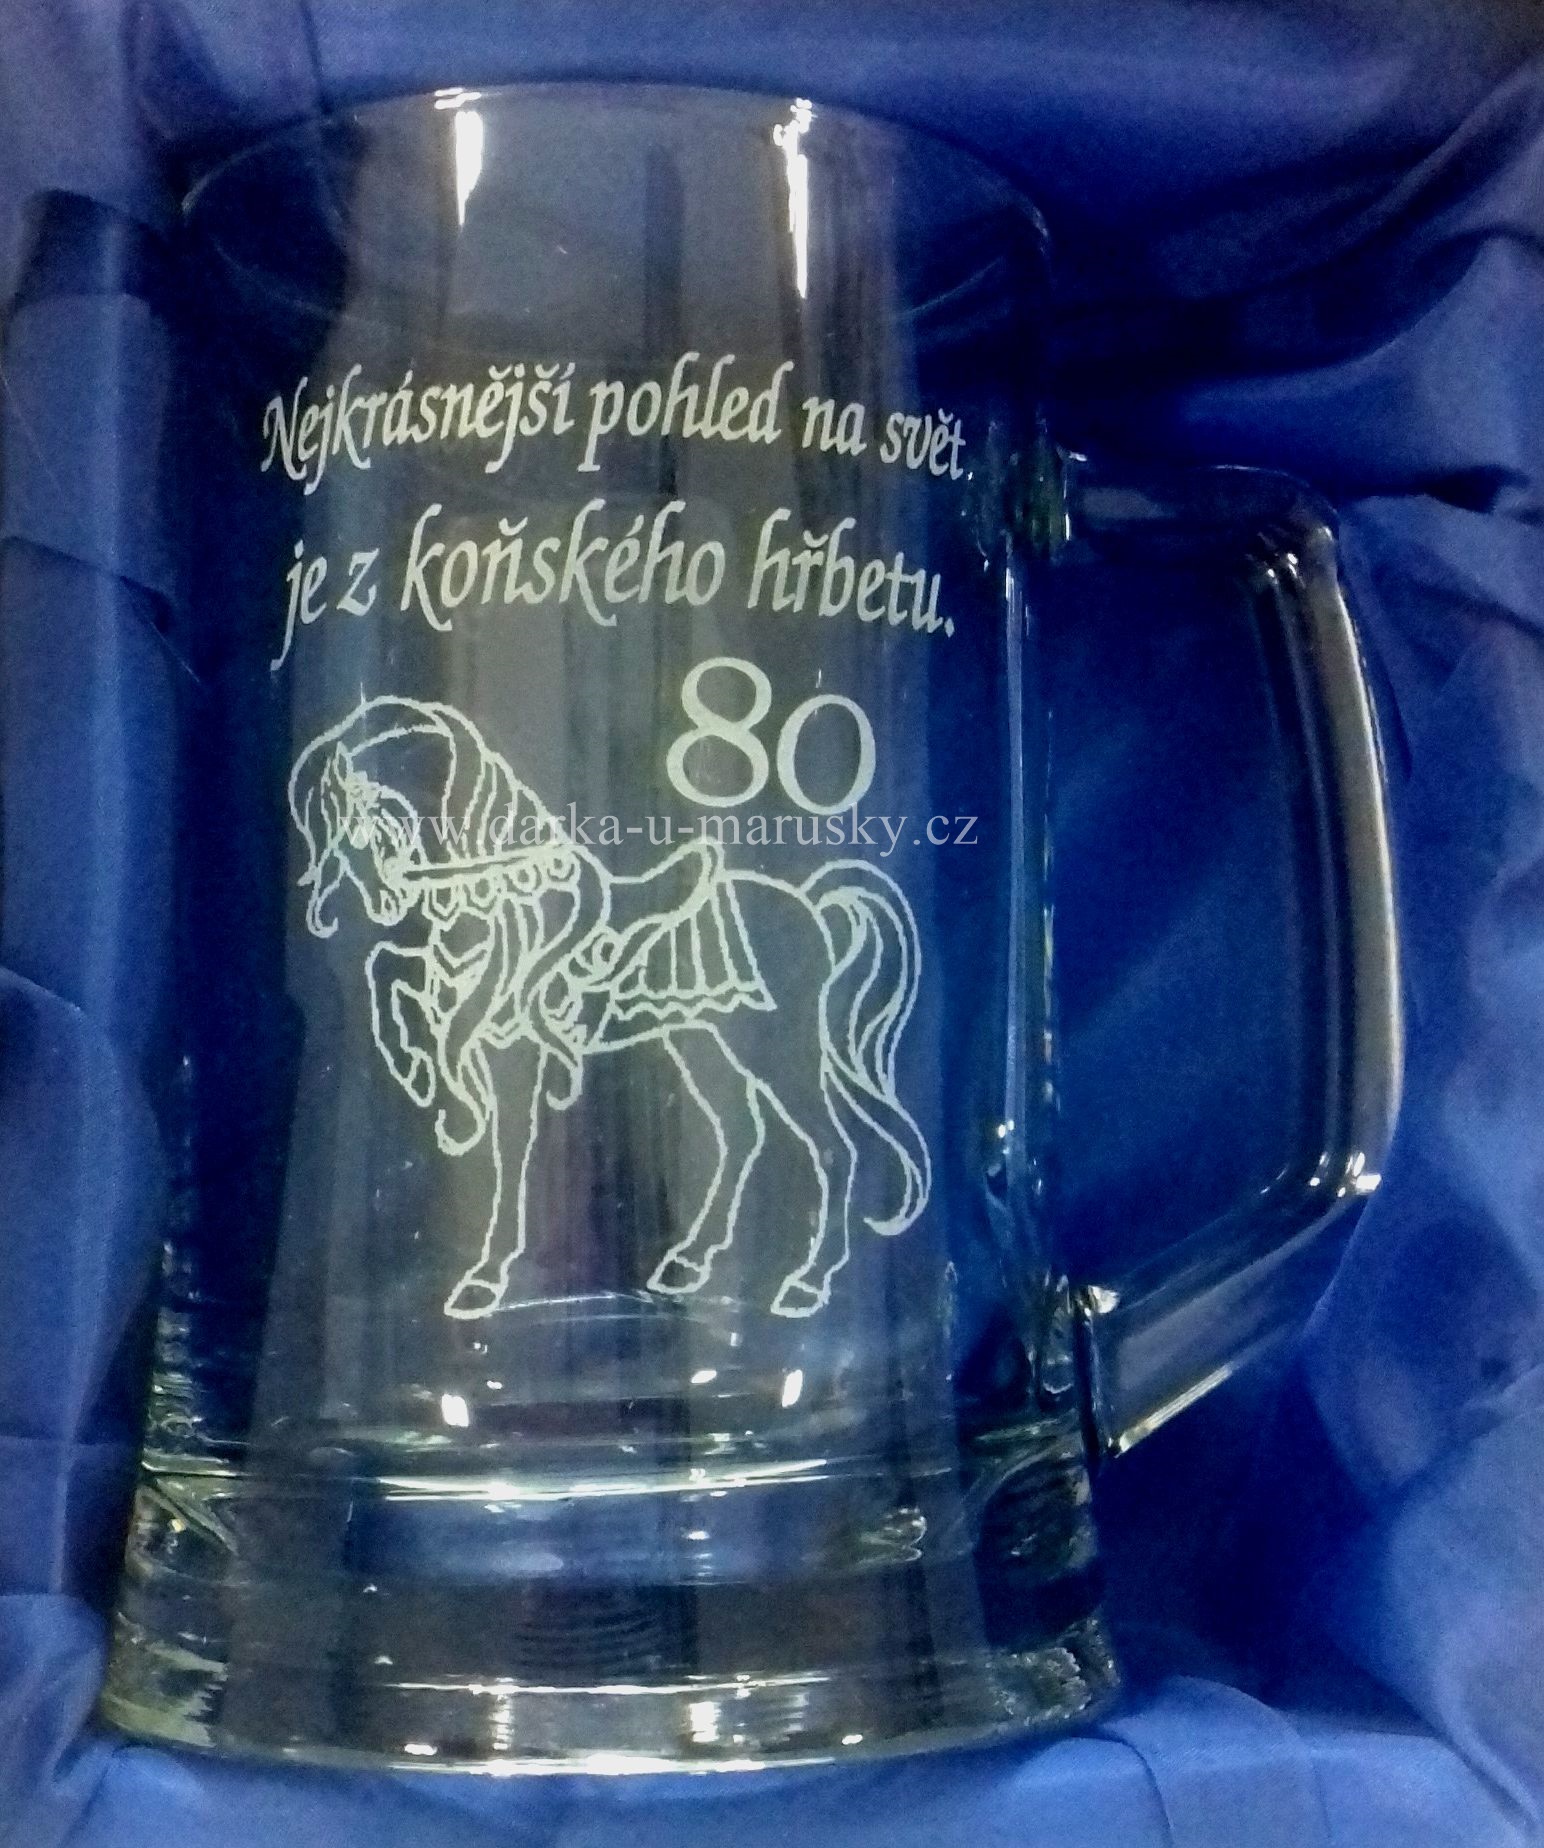 Nejkrásnější pohled na svět.
je z koňského hřbetu.
80
www.darka-u-marusky.cz